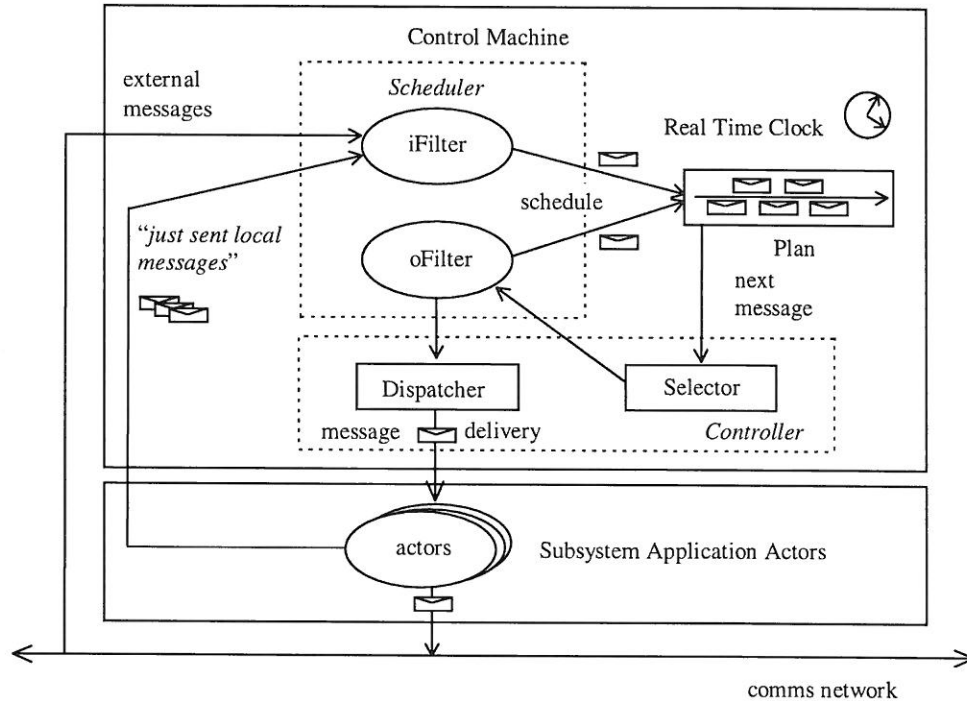 Control Machine
external
messages
Scheduler
iFilter
Real Time Clock
schedule
"just sent local
messages"
oFilter
Plan
next
message
Dispatcher
Selector
message delivery
Controller
actors
Subsystem Application Actors
comms network